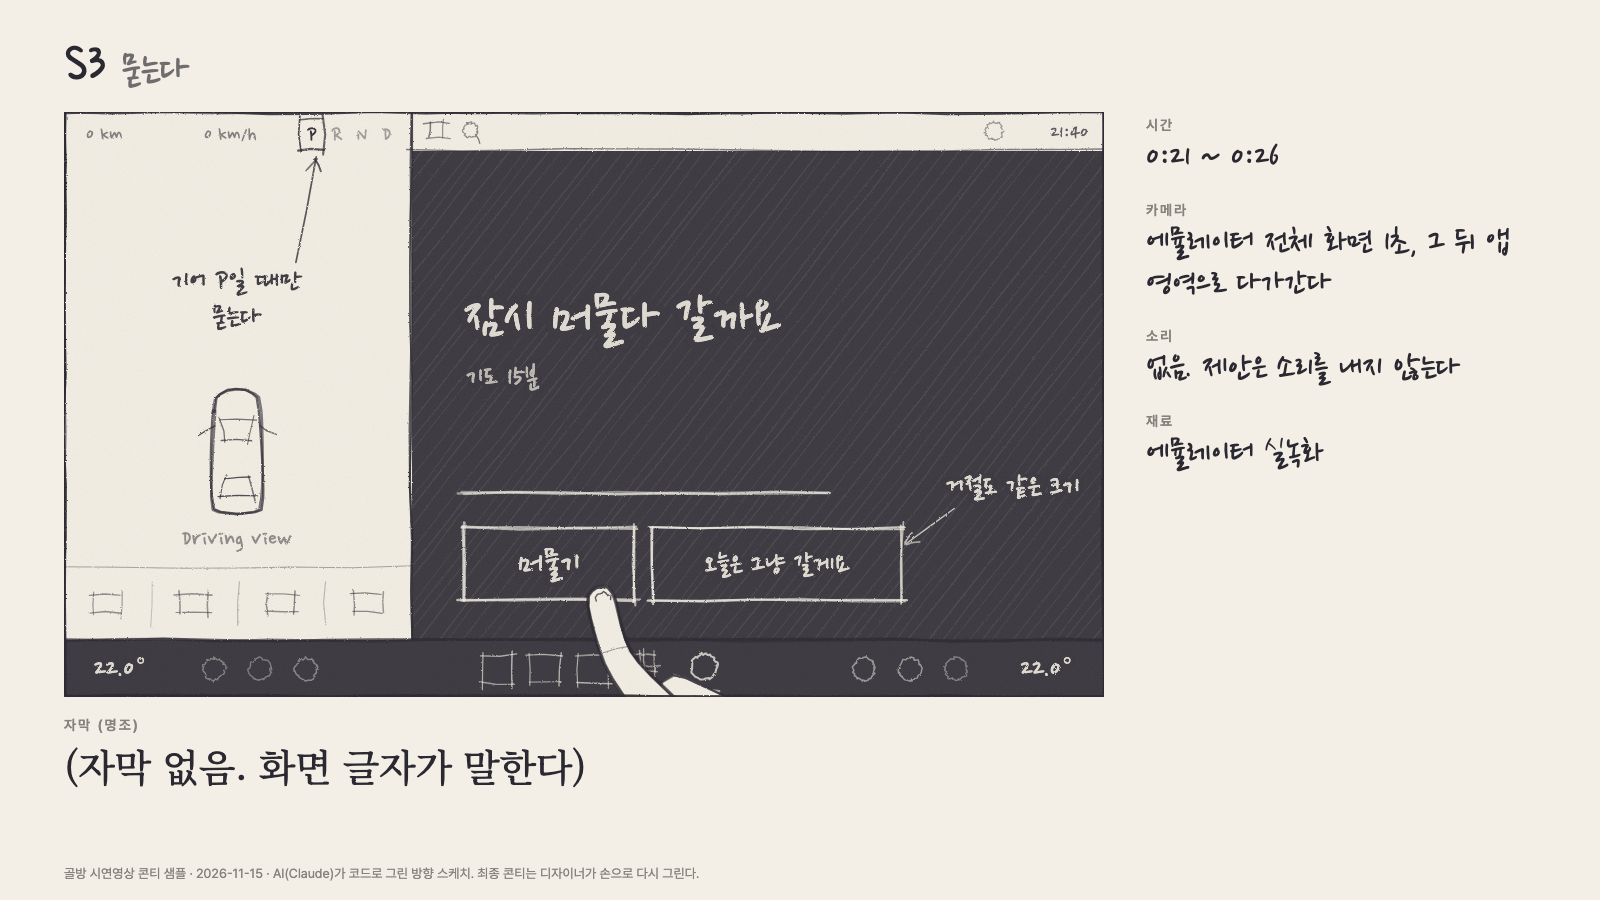 S3 묻는다
0 km 0 km/h P R N D
21:40
기어 P일 때만
묻는다
Driving view
잠시 머물다 갈까요
기도 15분
거절도 같은 크기
머물기
오늘은 그냥 갈게요
22.0°
22.0°
시간
0:21 ~ 0:26
카메라
에뮬레이터 전체 화면 1초, 그 뒤 앱
영역으로 다가간다
소리
없음. 제안은 소리를 내지 않는다
재료
에뮬레이터 실녹화
자막 (명조)
(자막 없음. 화면 글자가 말한다)
골방 시연영상 콘티 샘플 · 2026-11-15 · AI(Claude)가 코드로 그린 방향 스케치. 최종 콘티는 디자이너가 손으로 다시 그린다.